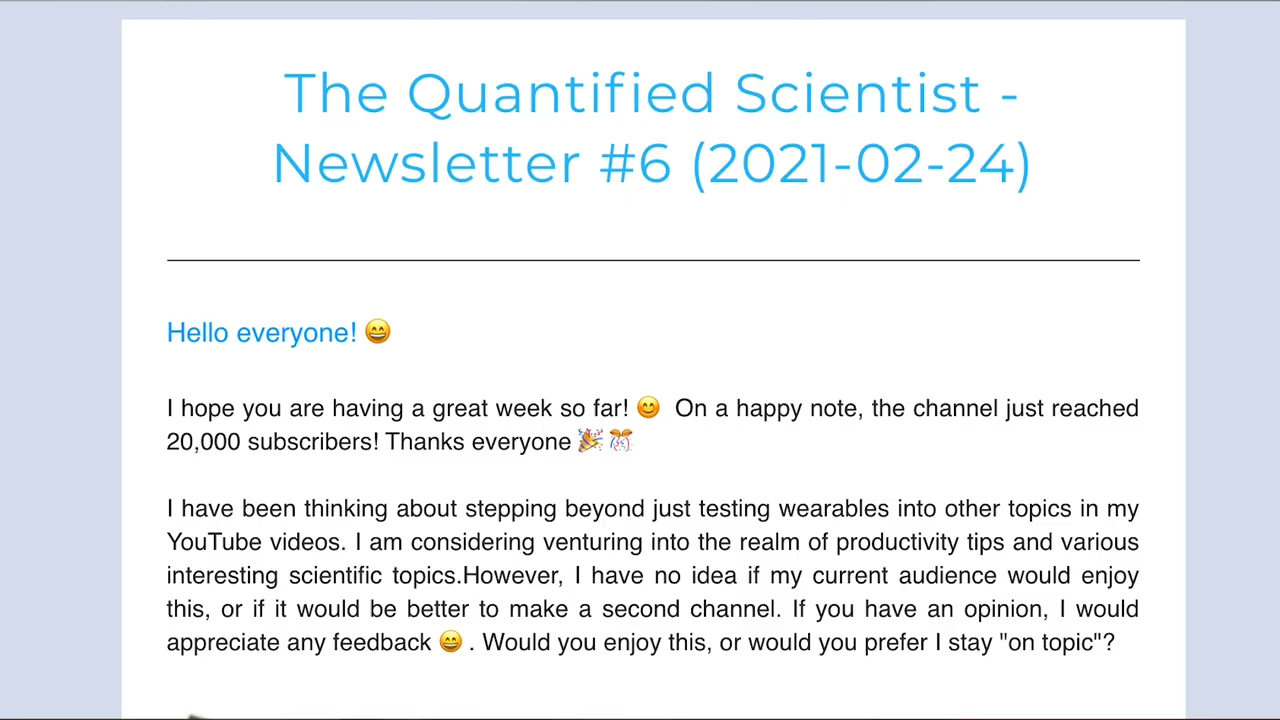 The Quantified Scientist -
Newsletter #6 (2021-02-24)
Hello everyone! 😄
I hope you are having a great week so far! 😊 On a happy note, the channel just reached
20,000 subscribers! Thanks everyone 🎉 🎊
I have been thinking about stepping beyond just testing wearables into other topics in my
YouTube videos. I am considering venturing into the realm of productivity tips and various
interesting scientific topics.However, I have no idea if my current audience would enjoy
this, or if it would be better to make a second channel. If you have an opinion, I would
appreciate any feedback 😄 . Would you enjoy this, or would you prefer I stay "on topic"?